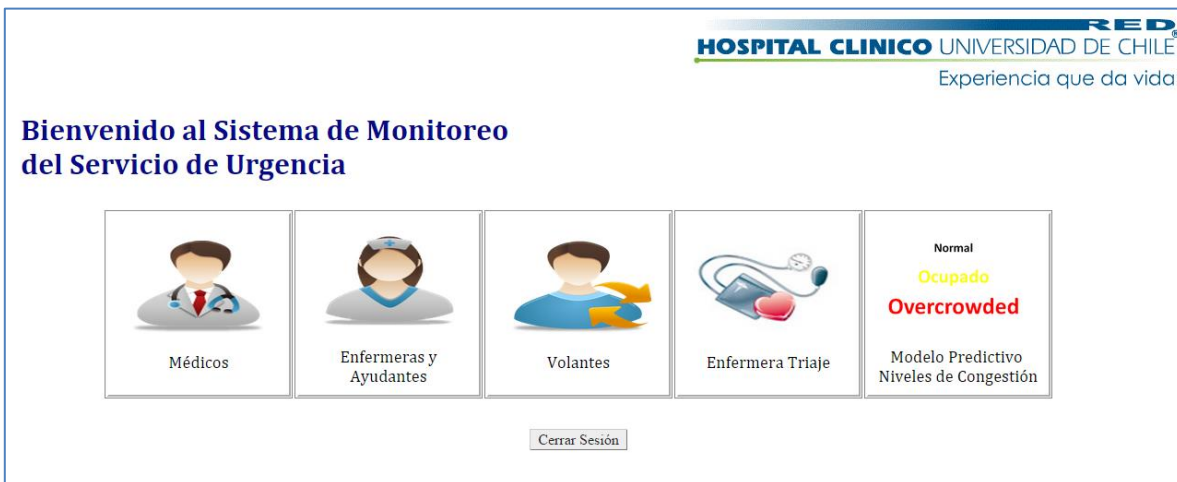 RED
HOSPITAL CLINICO UNIVERSIDAD DE CHILE®
Experiencia que da vida
Bienvenido al Sistema de Monitoreo
del Servicio de Urgencia
Médicos
Enfermeras y
Ayudantes
Volantes
Enfermera Triaje
Normal
Ocupado
Overcrowded
Modelo Predictivo
Niveles de Congestión
Cerrar Sesión